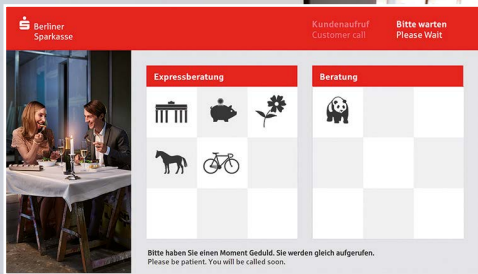 Berliner
Sparkasse
Kundenaufruf
Customer call
Bitte warten
Please Wait
Expressberatung
Beratung
Bitte haben Sie einen Moment Geduld. Sie werden gleich aufgerufen.
Please be patient. You will be called soon.